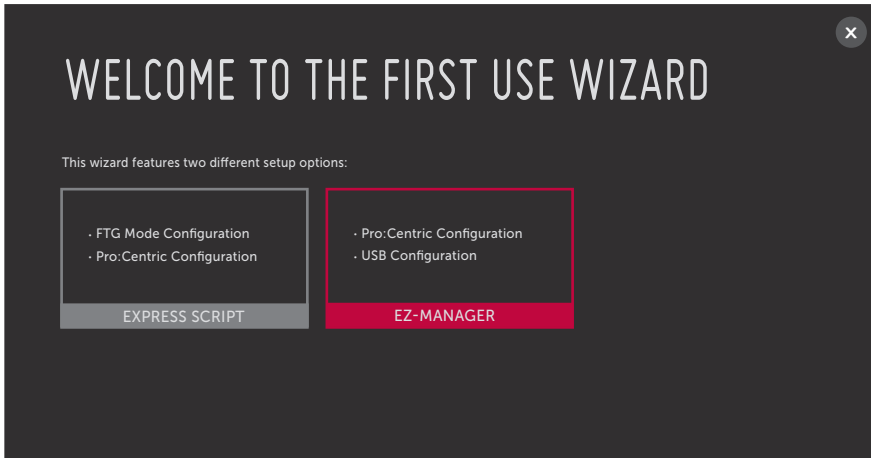 X
WELCOME TO THE FIRST USE WIZARD
This wizard features two different setup options:
· FTG Mode Configuration
· Pro:Centric Configuration
EXPRESS SCRIPT
· Pro:Centric Configuration
· USB Configuration
EZ-MANAGER